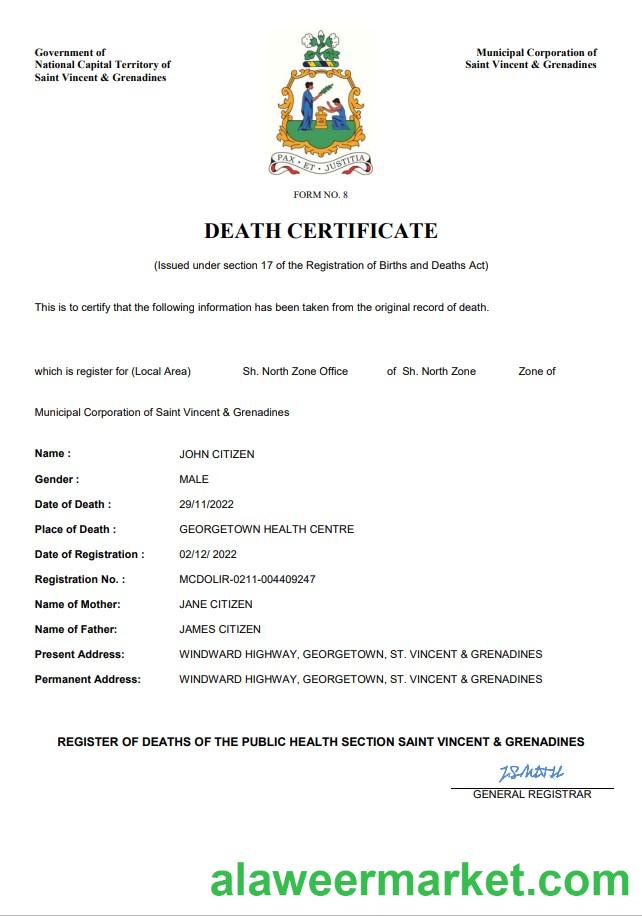 Government of
National Capital Territory of
Saint Vincent & Grenadines
Municipal Corporation of
Saint Vincent & Grenadines
PAX • ET • JUSTITIA
FORM NO. 8
DEATH CERTIFICATE
(Issued under section 17 of the Registration of Births and Deaths Act)
This is to certify that the following information has been taken from the original record of death.
which is register for (Local Area) Sh. North Zone Office of Sh. North Zone Zone of
Municipal Corporation of Saint Vincent & Grenadines
Name : JOHN CITIZEN
Gender : MALE
Date of Death : 29/11/2022
Place of Death : GEORGETOWN HEALTH CENTRE
Date of Registration : 02/12/ 2022
Registration No. : MCDOLIR-0211-004409247
Name of Mother: JANE CITIZEN
Name of Father: JAMES CITIZEN
Present Address: WINDWARD HIGHWAY, GEORGETOWN, ST. VINCENT & GRENADINES
Permanent Address: WINDWARD HIGHWAY, GEORGETOWN, ST. VINCENT & GRENADINES
REGISTER OF DEATHS OF THE PUBLIC HEALTH SECTION SAINT VINCENT & GRENADINES
GENERAL REGISTRAR
alaweermarket.com